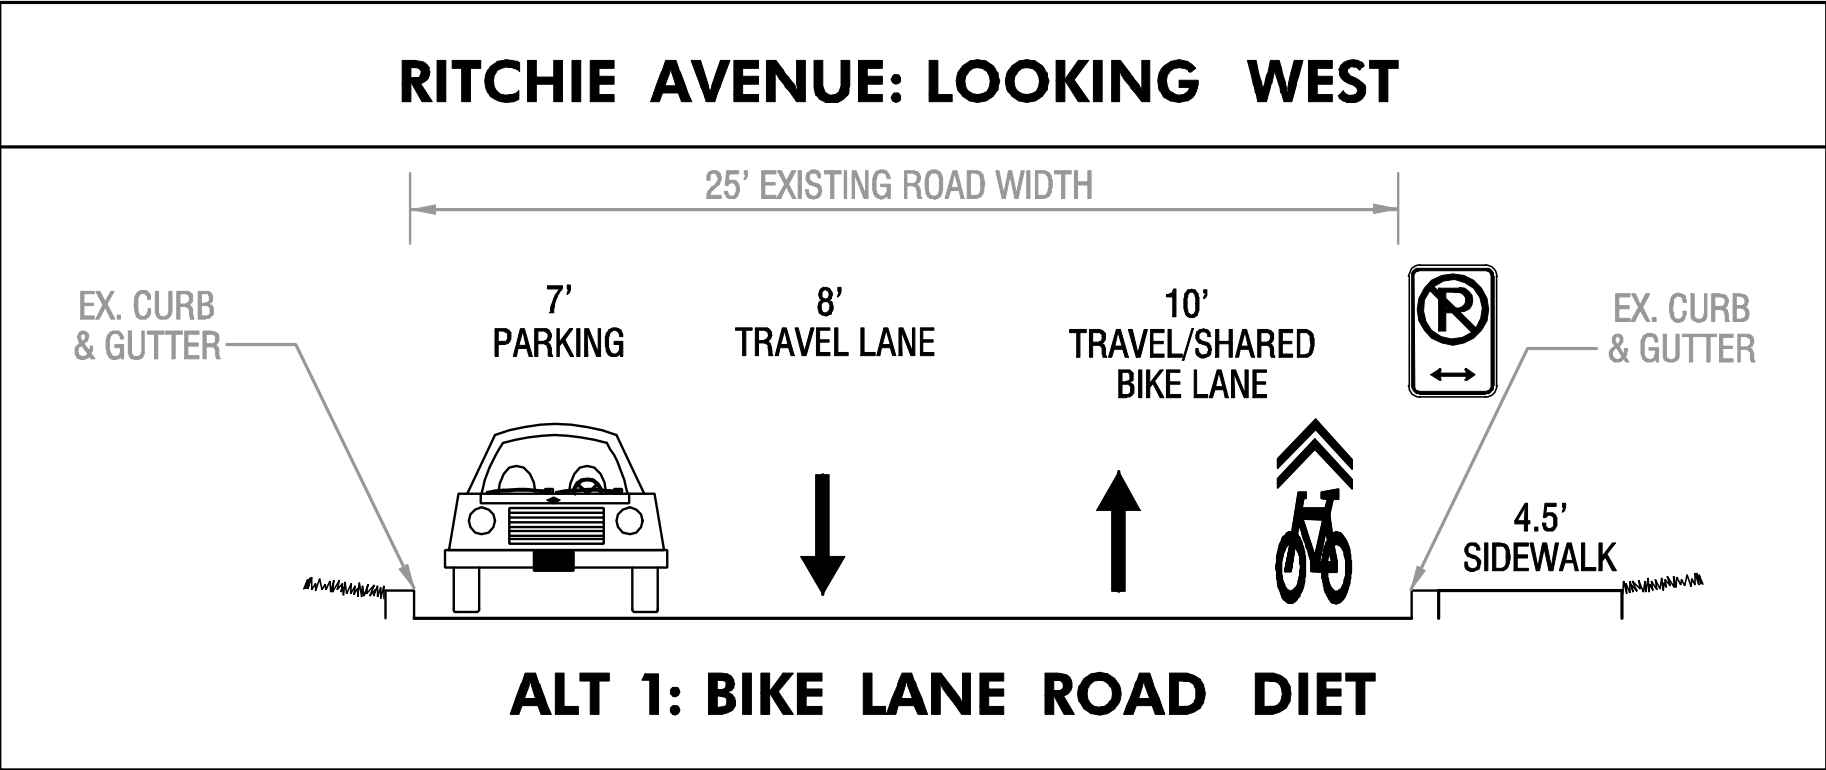 RITCHIE AVENUE: LOOKING WEST
25’ EXISTING ROAD WIDTH
EX. CURB
& GUTTER
7’
PARKING
8’
TRAVEL LANE
10’
TRAVEL/SHARED
BIKE LANE
P
EX. CURB
& GUTTER
4.5’
SIDEWALK
ALT 1: BIKE LANE ROAD DIET